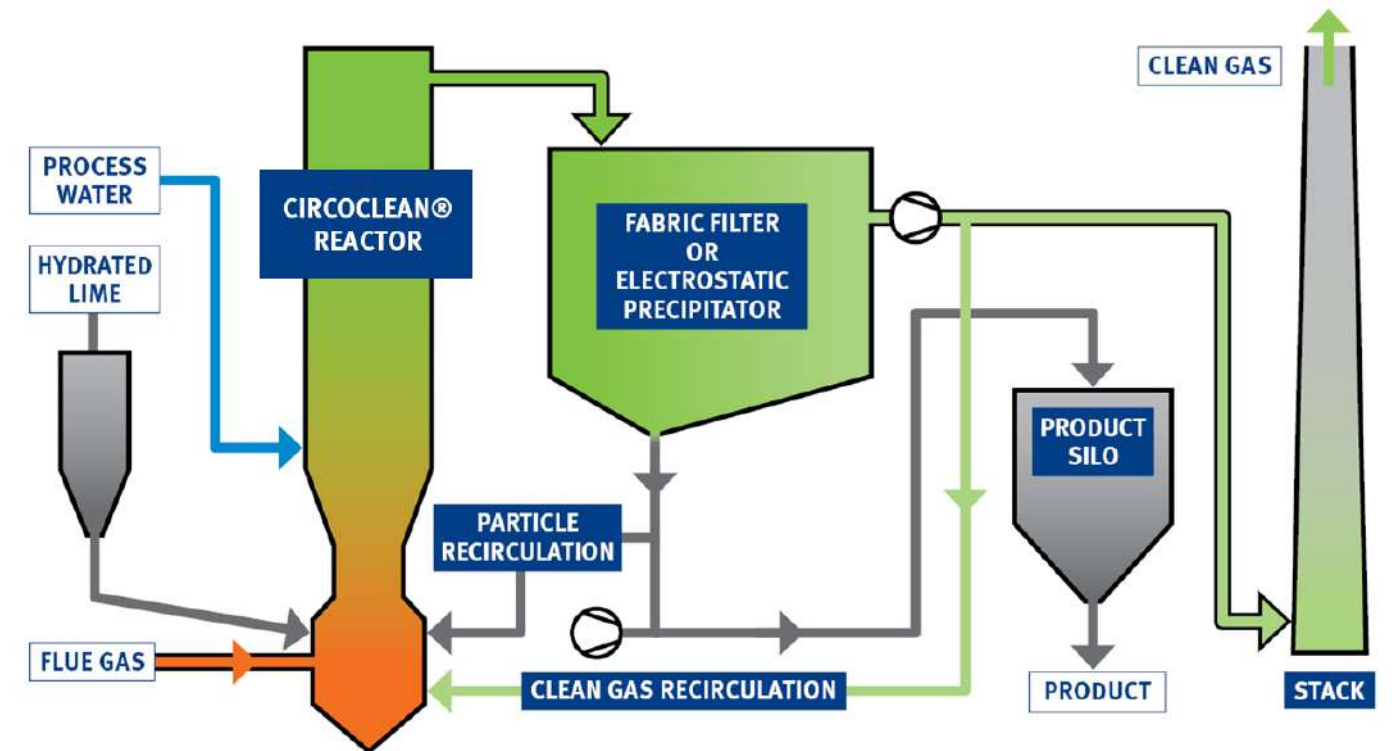 CLEAN GAS
PROCESS
WATER
CIRCOCLEAN®
REACTOR
FABRIC FILTER
OR
ELECTROSTATIC
PRECIPITATOR
HYDRATED
LIME
PRODUCT
SILO
PARTICLE
RECIRCULATION
FLUE GAS
CLEAN GAS RECIRCULATION
PRODUCT
STACK